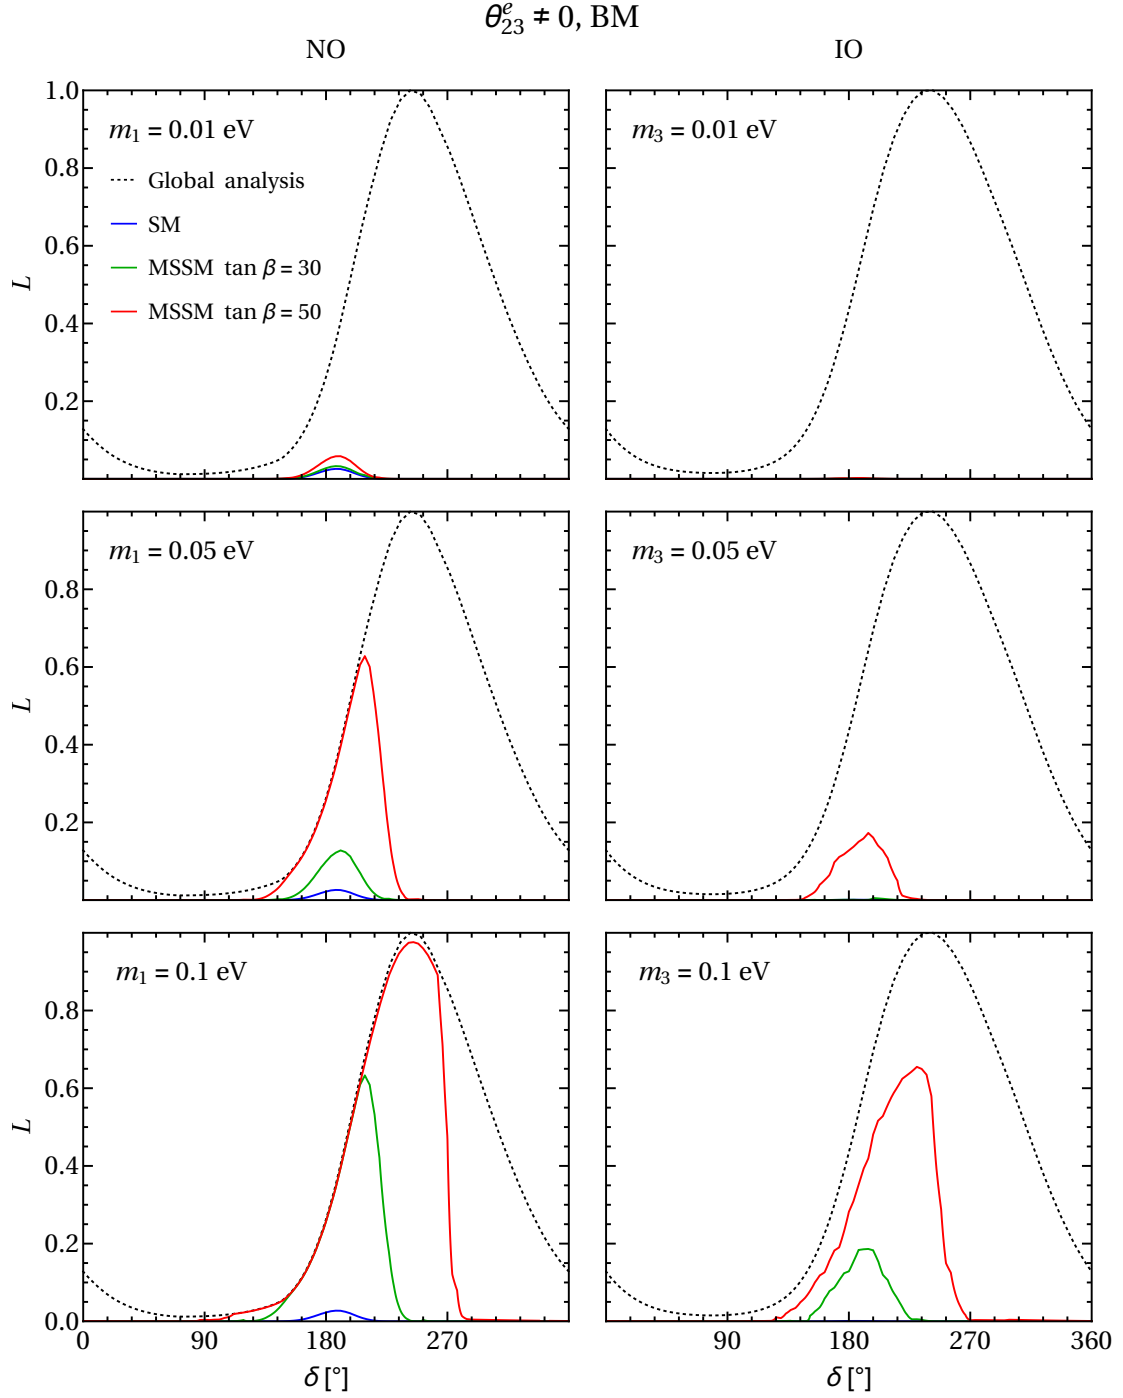 θᵉ₂₃ ≠ 0, BM
NO
IO
1.0
0.8
0.6
0.4
0.2
L
m₁ = 0.01 eV
Global analysis
SM
MSSM tan β = 30
MSSM tan β = 50
m₃ = 0.01 eV
0.8
0.6
0.4
0.2
L
m₁ = 0.05 eV
m₃ = 0.05 eV
0.8
0.6
0.4
0.2
0.0
L
m₁ = 0.1 eV
m₃ = 0.1 eV
0 90 180 270
90 180 270 360
δ [°]
δ [°]